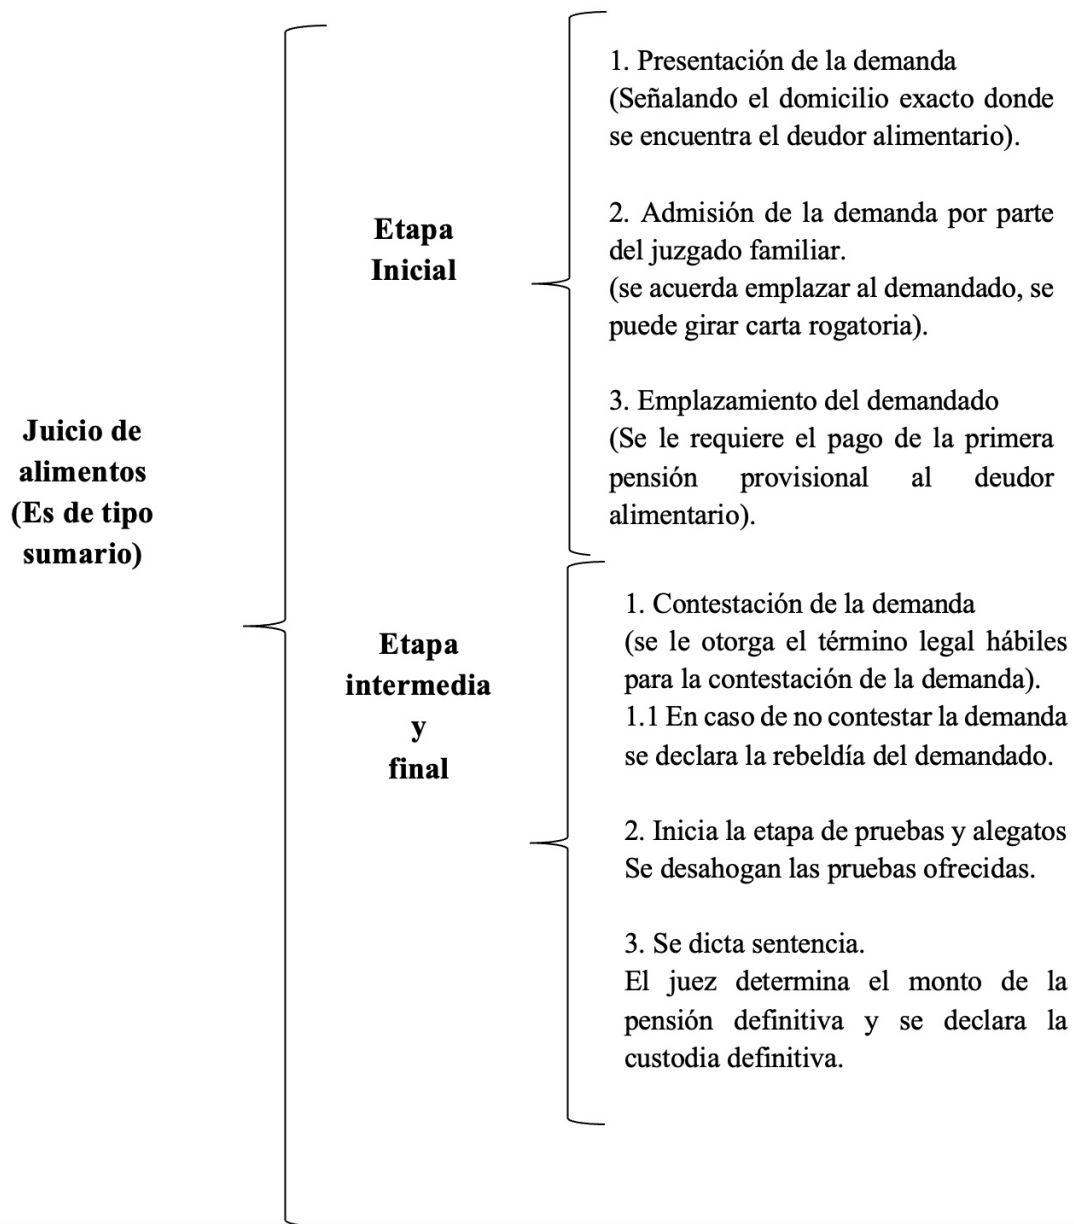 Juicio de
alimentos
(Es de tipo
sumario)
Etapa
Inicial
1. Presentación de la demanda
(Señalando el domicilio exacto donde
se encuentra el deudor alimentario).
2. Admisión de la demanda por parte
del juzgado familiar.
(se acuerda emplazar al demandado, se
puede girar carta rogatoria).
3. Emplazamiento del demandado
(Se le requiere el pago de la primera
pensión provisional al deudor
alimentario).
Etapa
intermedia
y
final
1. Contestación de la demanda
(se le otorga el término legal hábiles
para la contestación de la demanda).
1.1 En caso de no contestar la demanda
se declara la rebeldía del demandado.
2. Inicia la etapa de pruebas y alegatos
Se desahogan las pruebas ofrecidas.
3. Se dicta sentencia.
El juez determina el monto de la
pensión definitiva y se declara la
custodia definitiva.